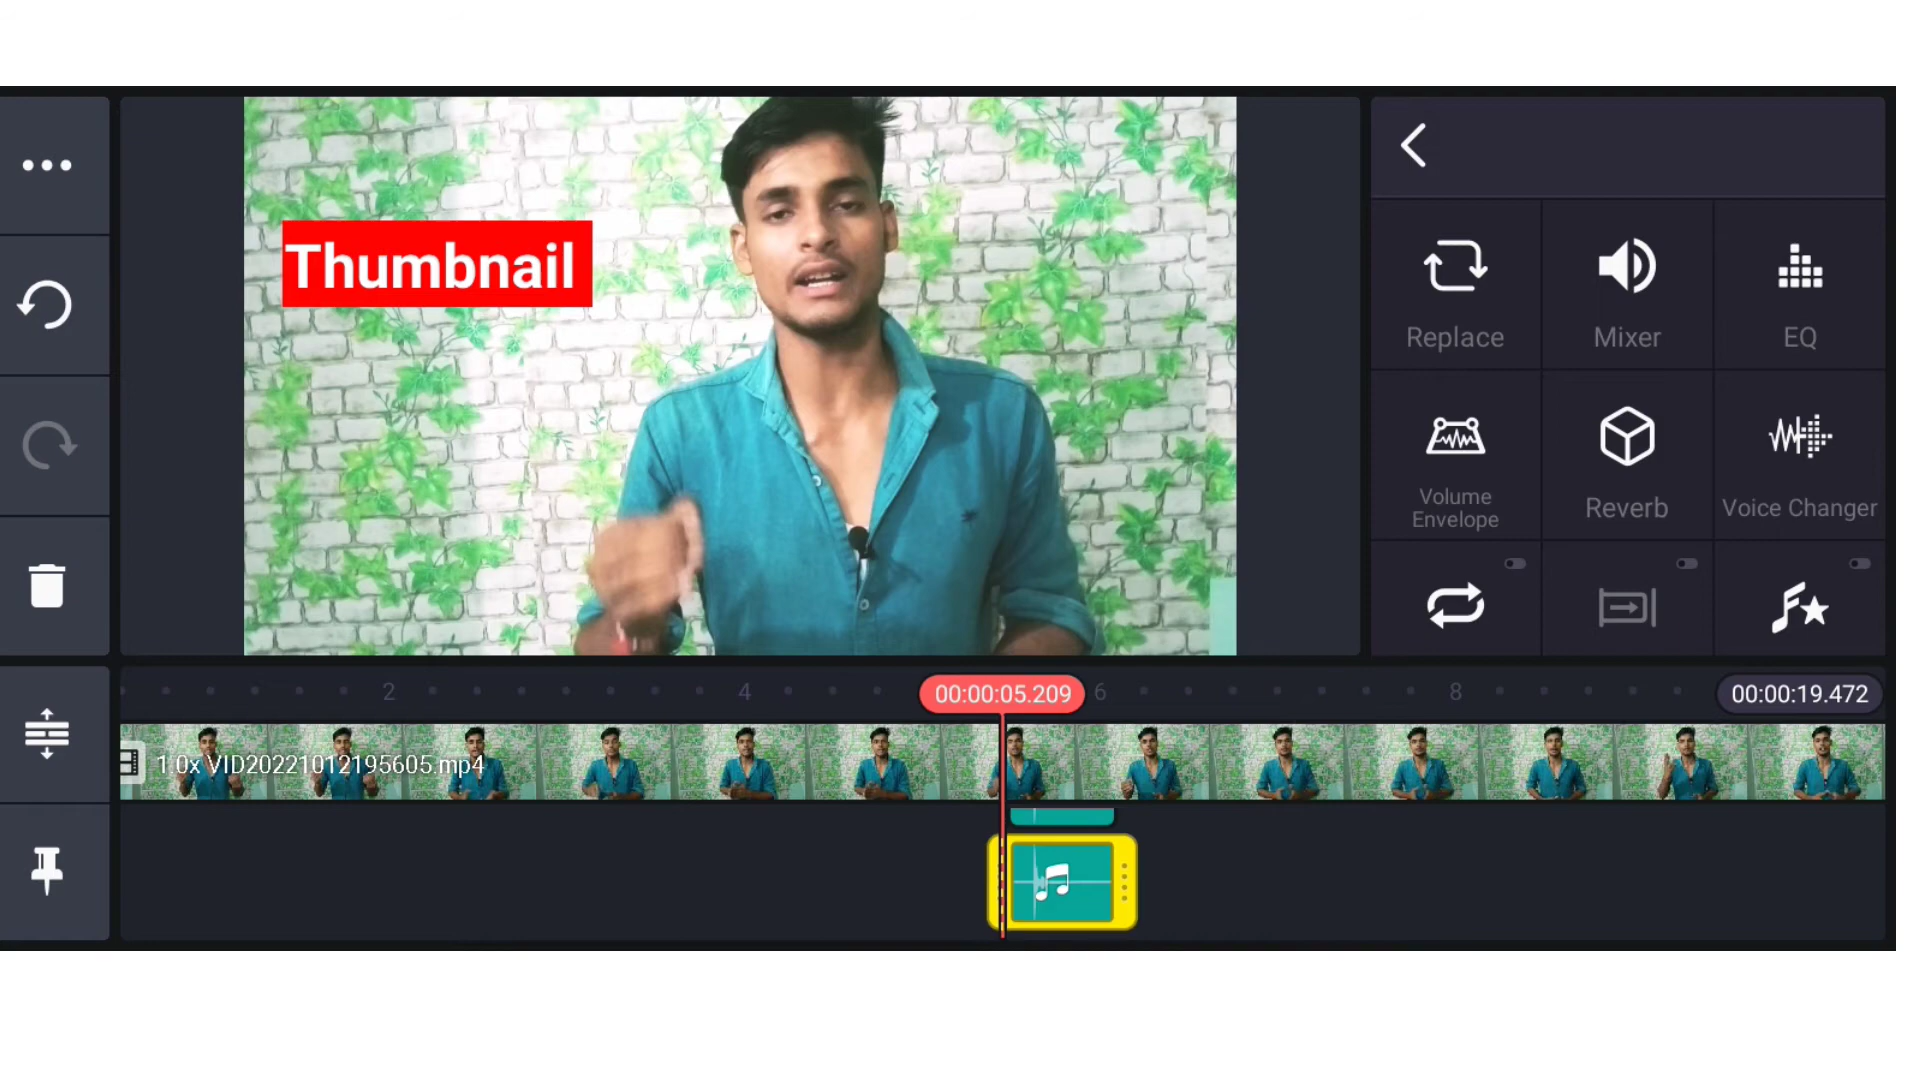 Thumbnail
Replace
Mixer
EQ
Volume
Envelope
Reverb
Voice Changer
2
4
00:00:05.209
6
8
00:00:19.472
1.0x VID20221012195605.mp4